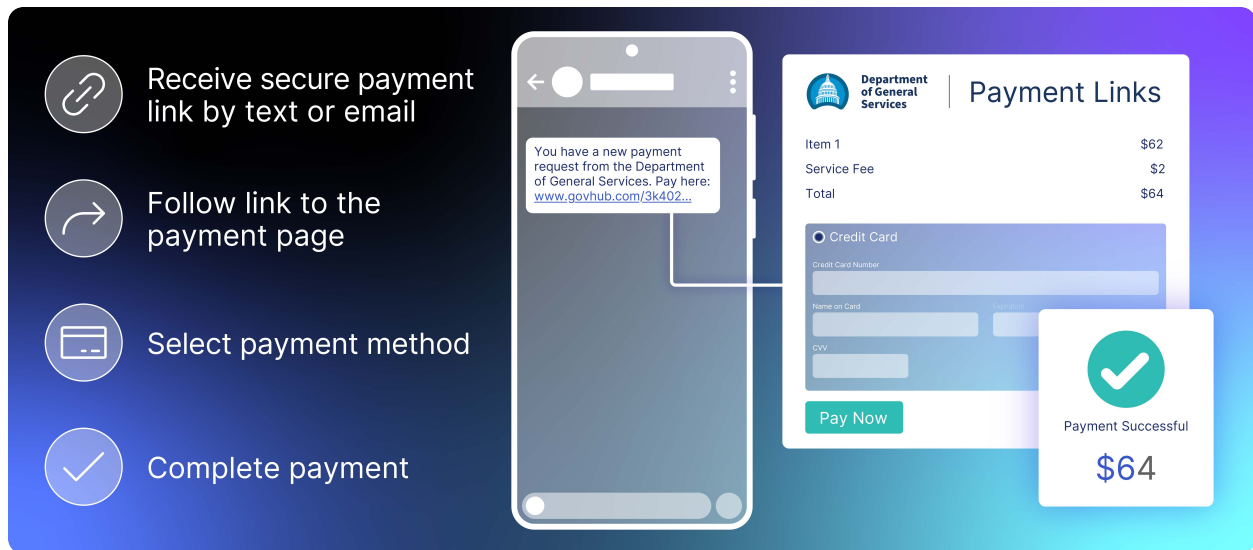 Receive secure payment
link by text or email
Follow link to the
payment page
Select payment method
Complete payment
You have a new payment
request from the Department
of General Services. Pay here:
www.govhub.com/3k402...
Department
of General
Services
Payment Links
Item 1 $62
Service Fee $2
Total $64
Credit Card
Credit Card Number
Name on Card Expiration
CVV
Pay Now
Payment Successful
$64